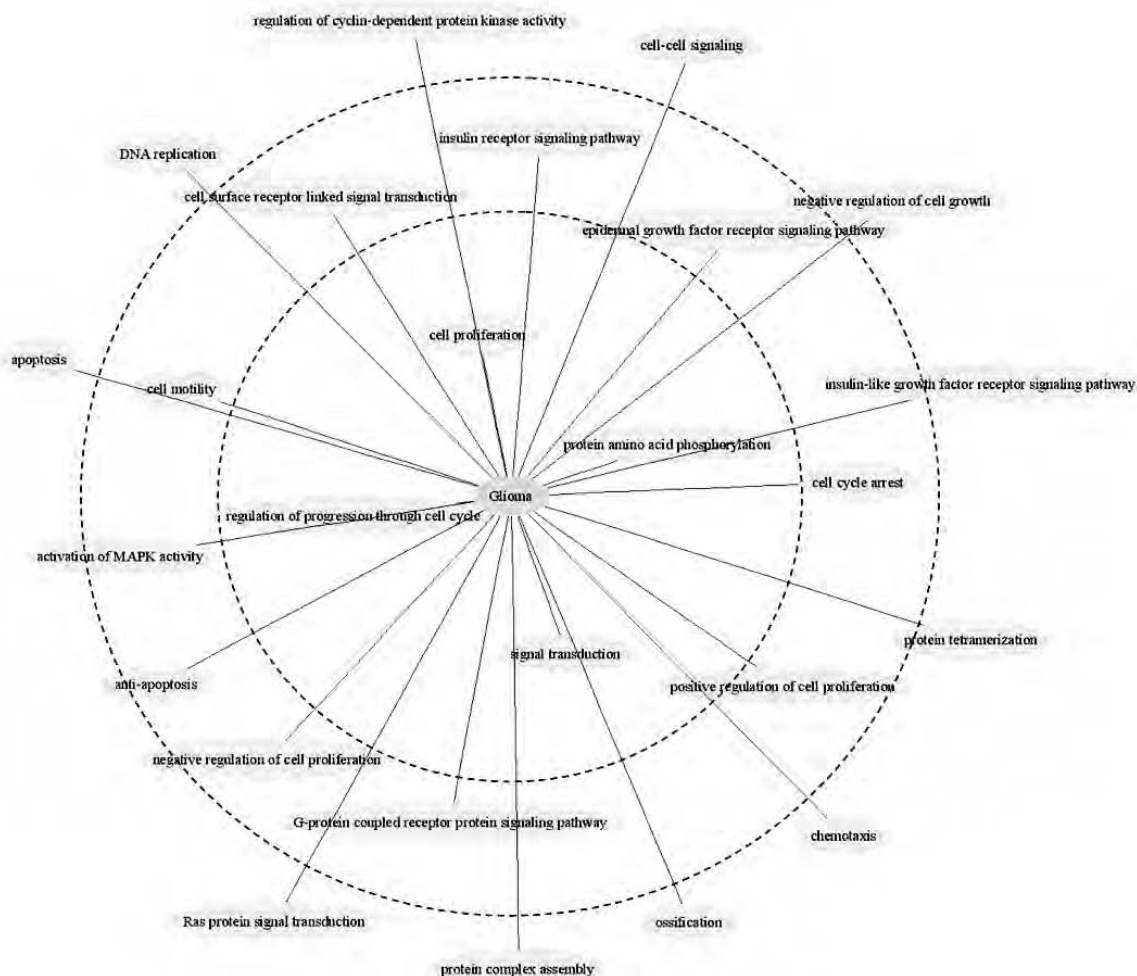 regulation of cyclin-dependent protein kinase activity
cell-cell signaling
insulin receptor signaling pathway
DNA replication
cell surface receptor linked signal transduction
negative regulation of cell growth
epidermal growth factor receptor signaling pathway
cell proliferation
apoptosis
cell motility
insulin-like growth factor receptor signaling pathway
protein amino acid phosphorylation
cell cycle arrest
Glioma
regulation of progression through cell cycle
activation of MAPK activity
protein tetramerization
signal transduction
anti-apoptosis
positive regulation of cell proliferation
negative regulation of cell proliferation
G-protein coupled receptor protein signaling pathway
chemotaxis
Ras protein signal transduction
ossification
protein complex assembly